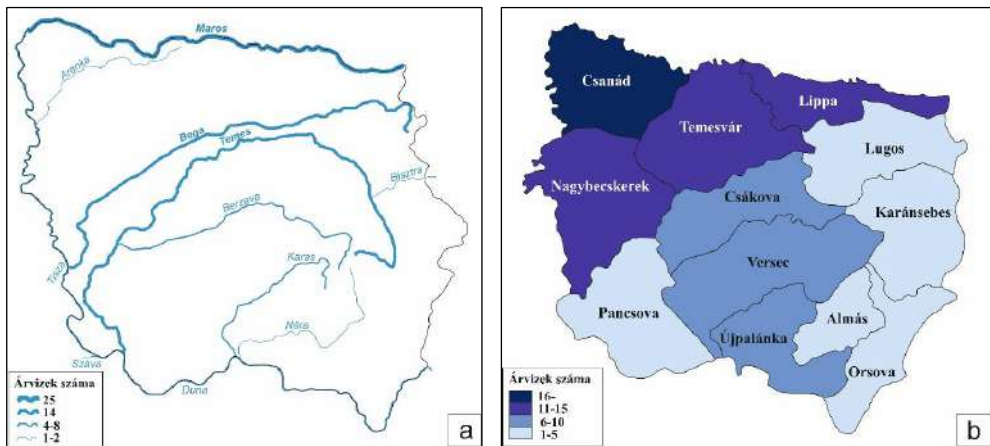 Maros
Aranka
Bega
Temes
Bisztra
Berzava
Karas
Tisza
Néra
Száva
Duna
Árvizek száma
25
14
4-8
1-2
a
Csanád
Lippa
Temesvár
Lugos
Nagybecskerek
Csákova
Karánsebes
Versec
Pancsova
Almás
Újpalánka
Orsova
Árvizek száma
16-
11-15
6-10
1-5
b